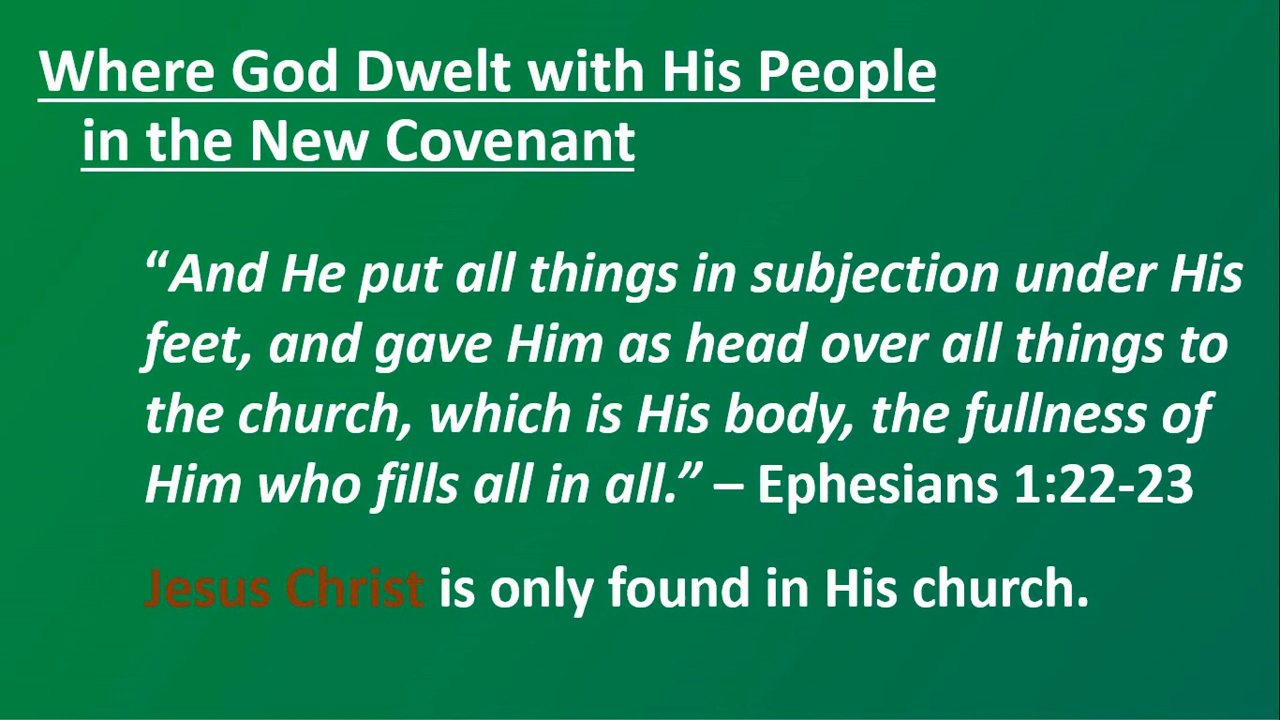 Where God Dwelt with His People
in the New Covenant
“And He put all things in subjection under His
feet, and gave Him as head over all things to
the church, which is His body, the fullness of
Him who fills all in all.” – Ephesians 1:22-23
Jesus Christ is only found in His church.